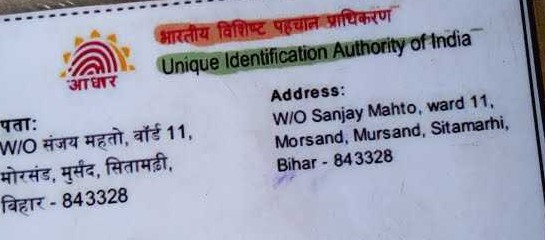 भारतीय विशिष्ट पहचान प्राधिकरण
Unique Identification Authority of India
आधार
पता:
W/O संजय महतो, वॉर्ड 11,
मोरसंड, मुर्संद, सितामढ़ी,
बिहार - 843328
Address:
W/O Sanjay Mahto, ward 11,
Morsand, Mursand, Sitamarhi,
Bihar - 843328